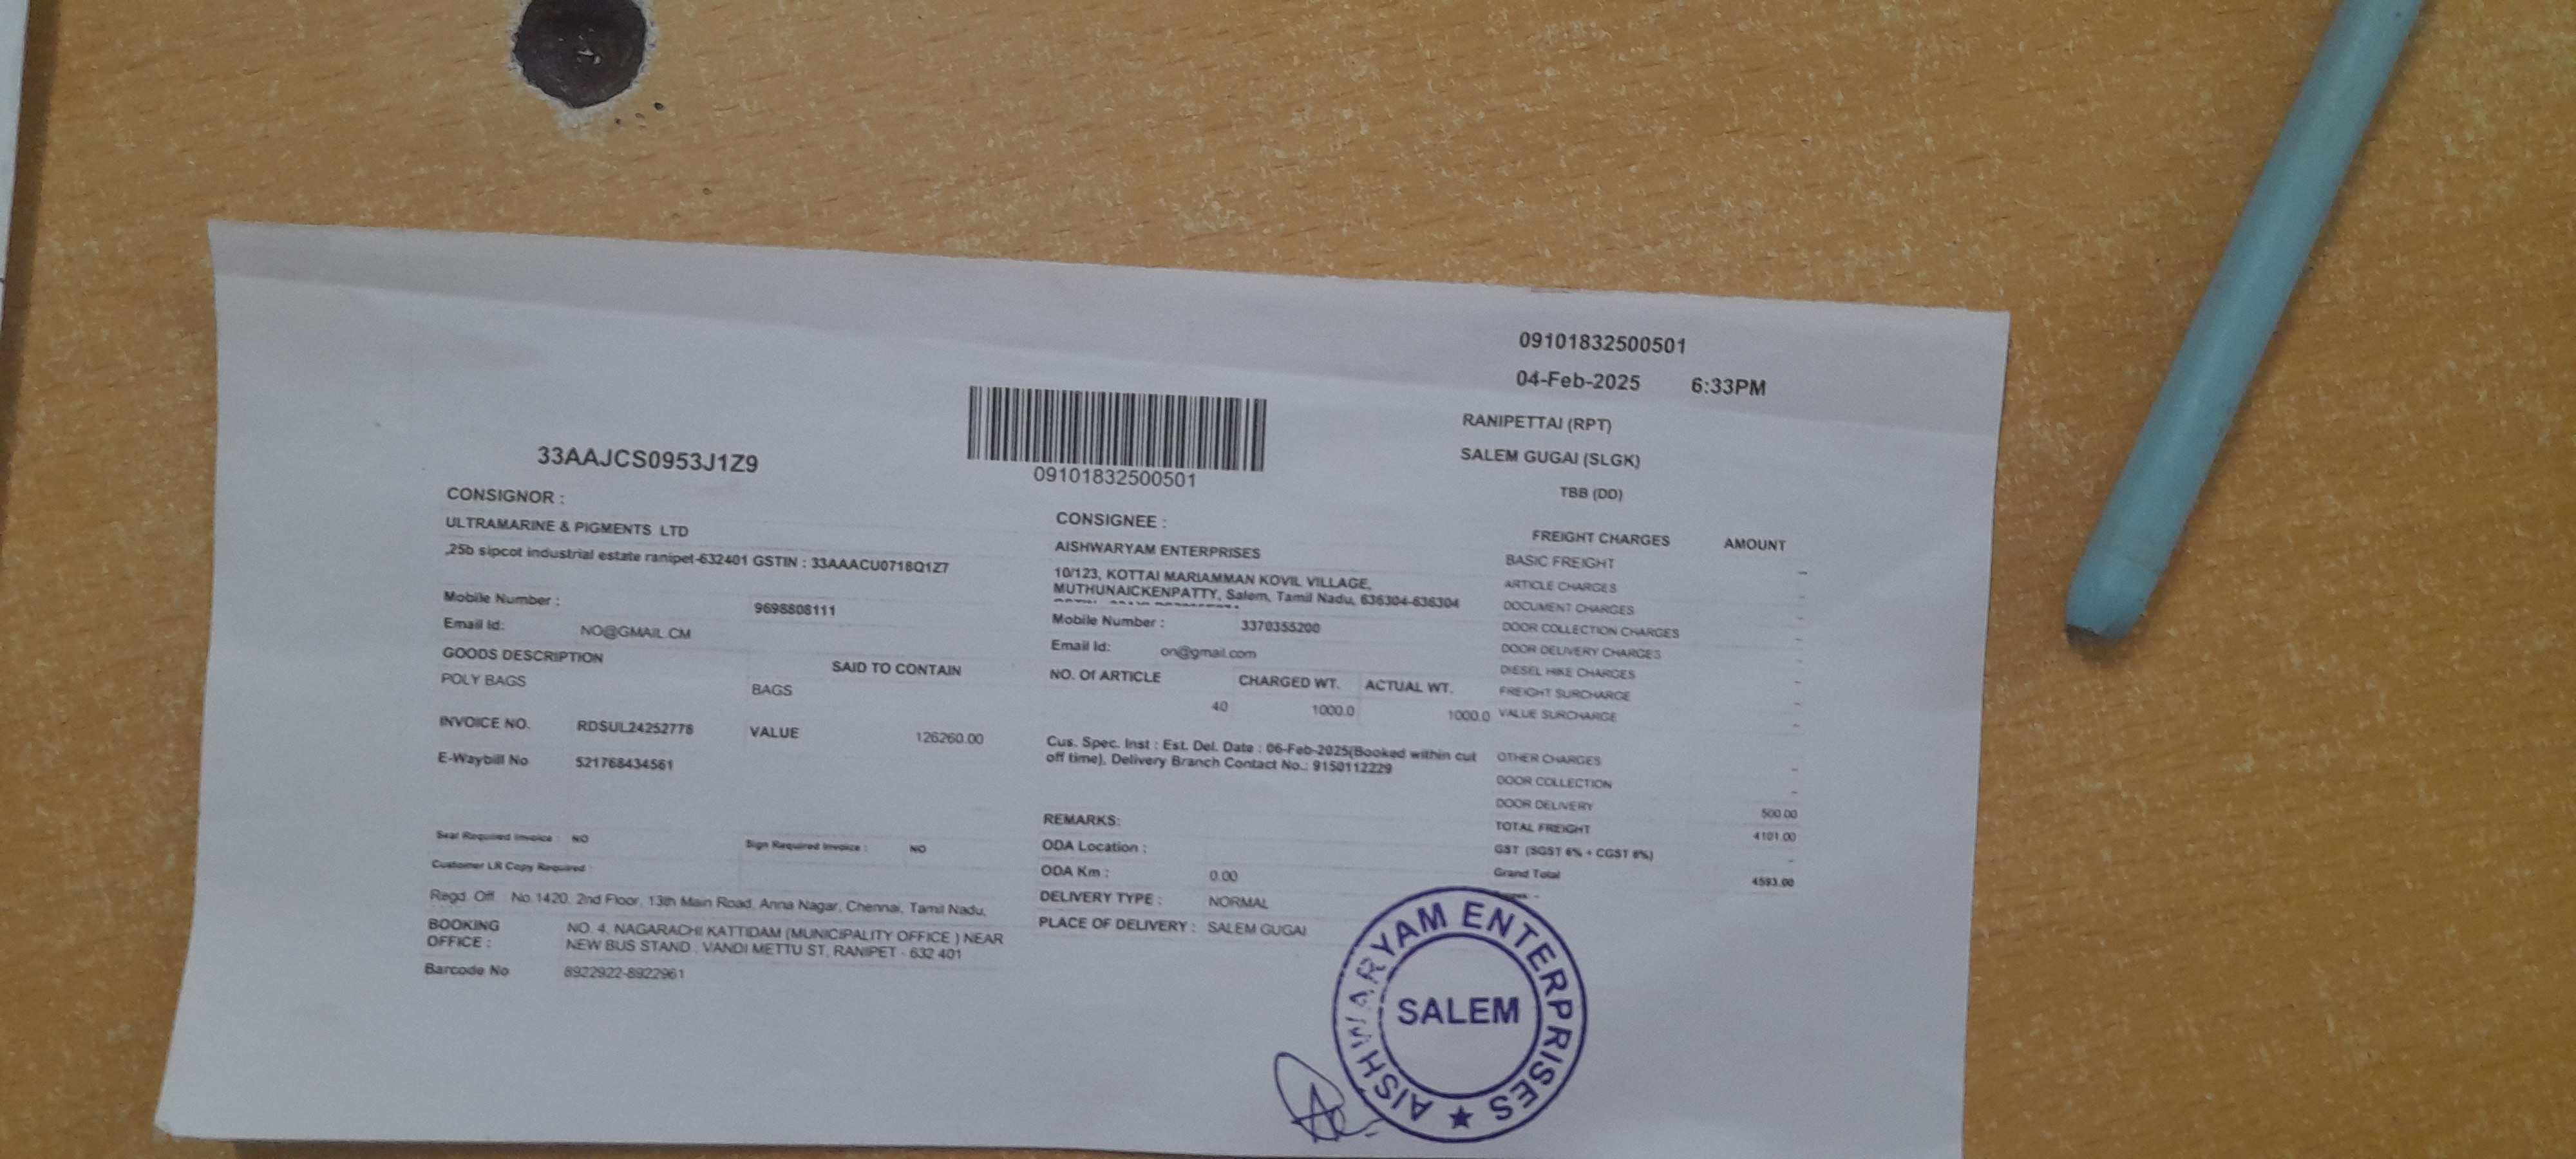 09101832500501
04-Feb-2025 6:33PM
RANIPETTAI (RPT)
SALEM GUGAI (SLGK)
TBB (DD)
33AAJCS0953J1Z9
09101832500501
CONSIGNOR :
ULTRAMARINE & PIGMENTS LTD
,25b sipcot industrial estate ranipet-632401 GSTIN : 33AAACU0718Q1Z7
Mobile Number : 9698808111
Email Id: NO@GMAIL.CM
GOODS DESCRIPTION SAID TO CONTAIN
POLY BAGS BAGS
INVOICE NO. RDSUL24252778 VALUE 126260.00
E-Waybill No 521768434561
Seal Required Invoice : NO Sign Required Invoice : NO
Customer LR Copy Required :
Regd. Off : No.1420, 2nd Floor, 13th Main Road, Anna Nagar, Chennai, Tamil Nadu,
BOOKING OFFICE : NO. 4, NAGARACHI KATTIDAM (MUNICIPALITY OFFICE ) NEAR
NEW BUS STAND , VANDI METTU ST, RANIPET - 632 401
Barcode No 8922922-8922961
CONSIGNEE :
AISHWARYAM ENTERPRISES
10/123, KOTTAI MARIAMMAN KOVIL VILLAGE,
MUTHUNAICKENPATTY, Salem, Tamil Nadu, 636304-636304
Mobile Number : 3370355200
Email Id: on@gmail.com
NO. Of ARTICLE CHARGED WT. ACTUAL WT.
40 1000.0 1000.0
Cus. Spec. Inst : Est. Del. Date : 06-Feb-2025(Booked within cut
off time), Delivery Branch Contact No.: 9150112229
REMARKS:
ODA Location :
ODA Km : 0.00
DELIVERY TYPE : NORMAL
PLACE OF DELIVERY : SALEM GUGAI
FREIGHT CHARGES AMOUNT
BASIC FREIGHT --
ARTICLE CHARGES --
DOCUMENT CHARGES --
DOOR COLLECTION CHARGES --
DOOR DELIVERY CHARGES --
DIESEL HIKE CHARGES --
FREIGHT SURCHARGE --
VALUE SURCHARGE --
OTHER CHARGES --
DOOR COLLECTION --
DOOR DELIVERY 500.00
TOTAL FREIGHT 4101.00
GST (SGST 6% + CGST 6%) --
Grand Total 4593.00
AISHWARYAM ENTERPRISES
SALEM